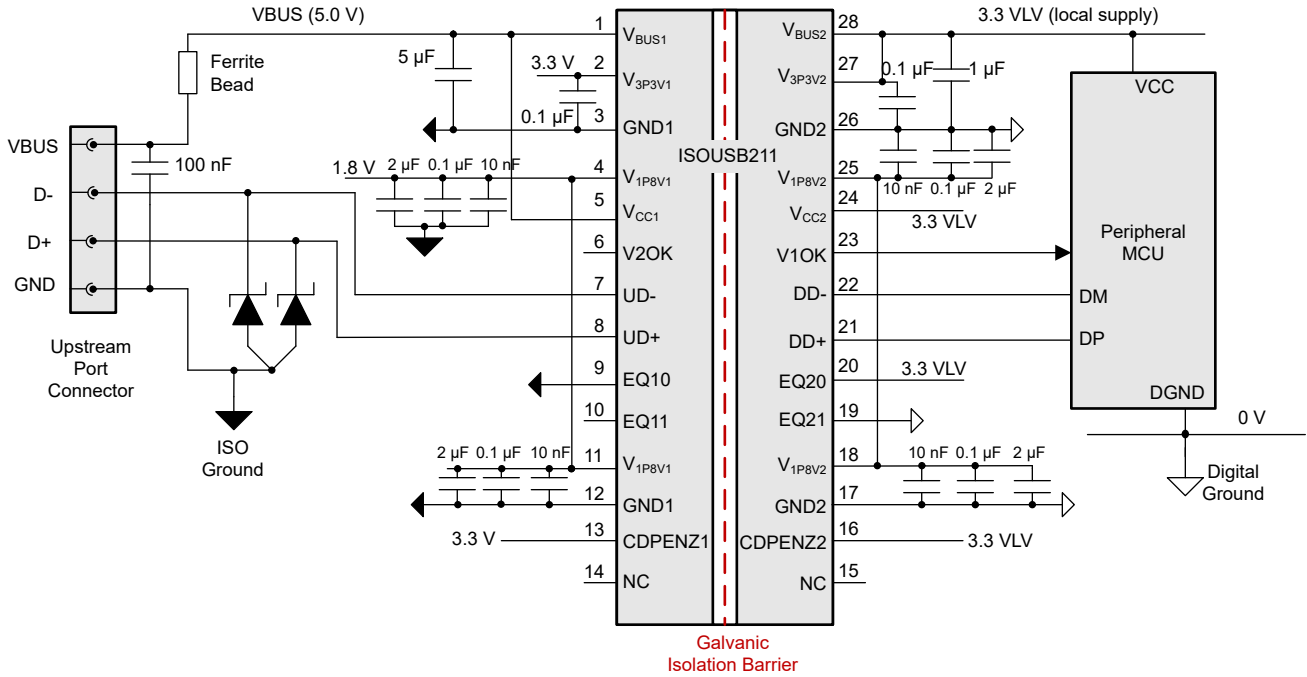 VBUS (5.0 V)
3.3 VLV (local supply)
1
VBUS1
VBUS2
28
Ferrite
Bead
5 µF
3.3 V
2
V3P3V1
V3P3V2
27
0.1 µF
1 µF
VCC
0.1 µF
3
GND1
GND2
26
VBUS
100 nF
ISOUSB211
1.8 V
2 µF
0.1 µF
10 nF
4
V1P8V1
V1P8V2
25
10 nF
0.1 µF
2 µF
D-
5
VCC1
VCC2
24
3.3 VLV
D+
6
V2OK
V1OK
23
Peripheral
MCU
GND
7
UD-
DD-
22
DM
8
UD+
DD+
21
DP
Upstream
Port
Connector
9
EQ10
EQ20
20
3.3 VLV
DGND
10
EQ11
EQ21
19
0 V
ISO
Ground
2 µF
0.1 µF
10 nF
11
V1P8V1
V1P8V2
18
10 nF
0.1 µF
2 µF
Digital
Ground
12
GND1
GND2
17
3.3 V
13
CDPENZ1
CDPENZ2
16
3.3 VLV
14
NC
NC
15
Galvanic
Isolation Barrier